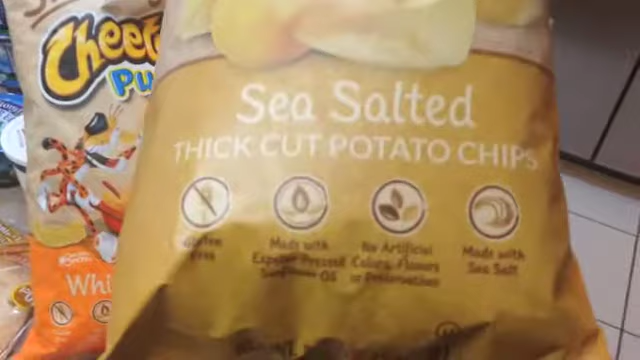 Cheet
Pu
Sea Salted
THICK CUT POTATO CHIPS
Gluten
Free
Made with
Expeller Pressed
Sunflower Oil
No Artificial
Colors, Flavors
or Preservatives
Made with
Sea Salt
Whi